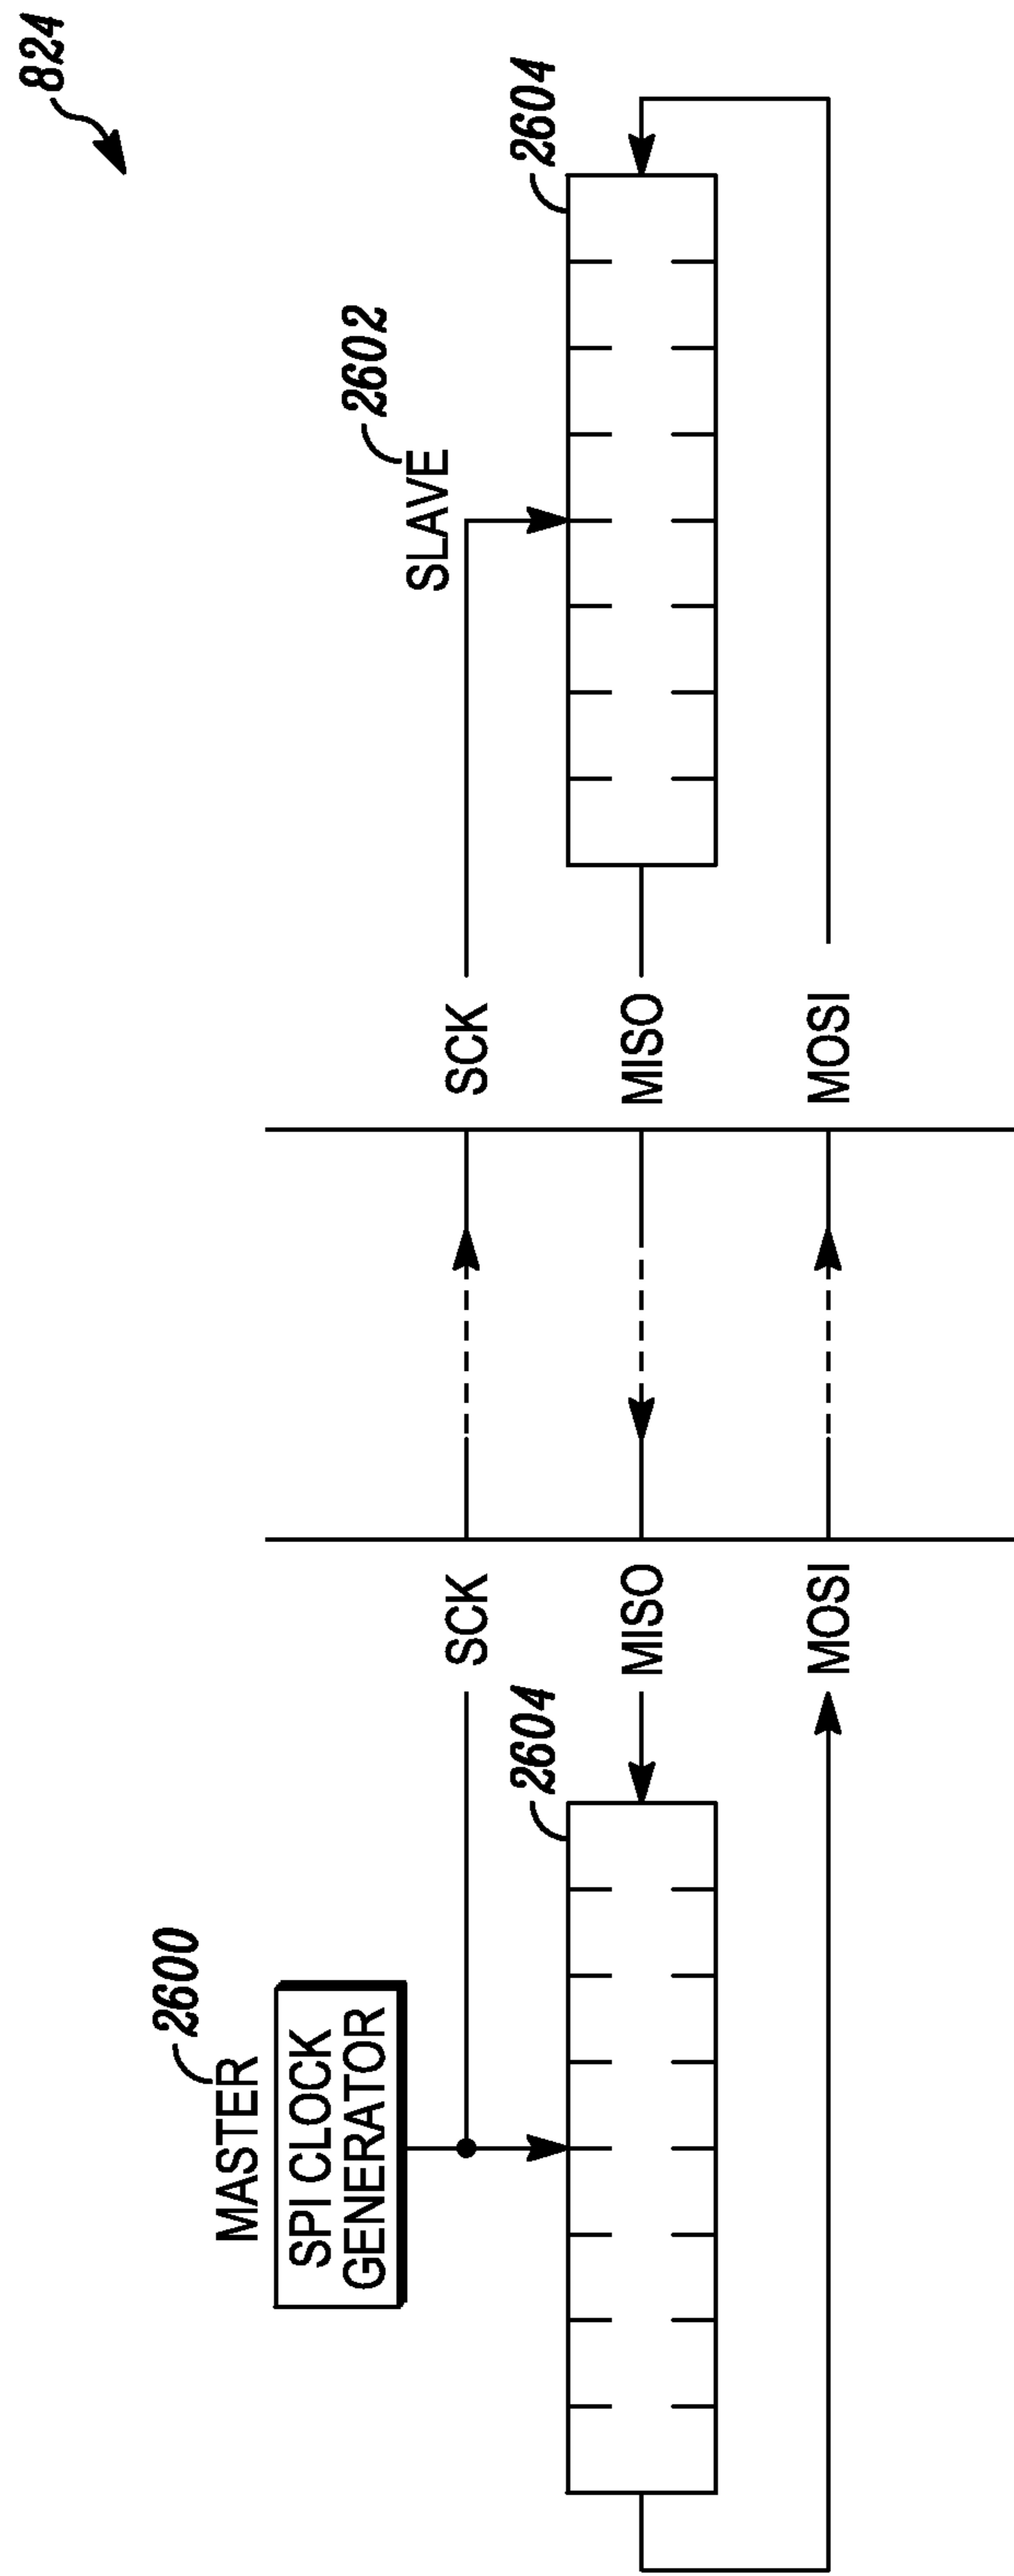 824
MASTER 2600
SPI CLOCK
GENERATOR
SLAVE 2602
2604
2604
SCK
SCK
MISO
MISO
MOSI
MOSI